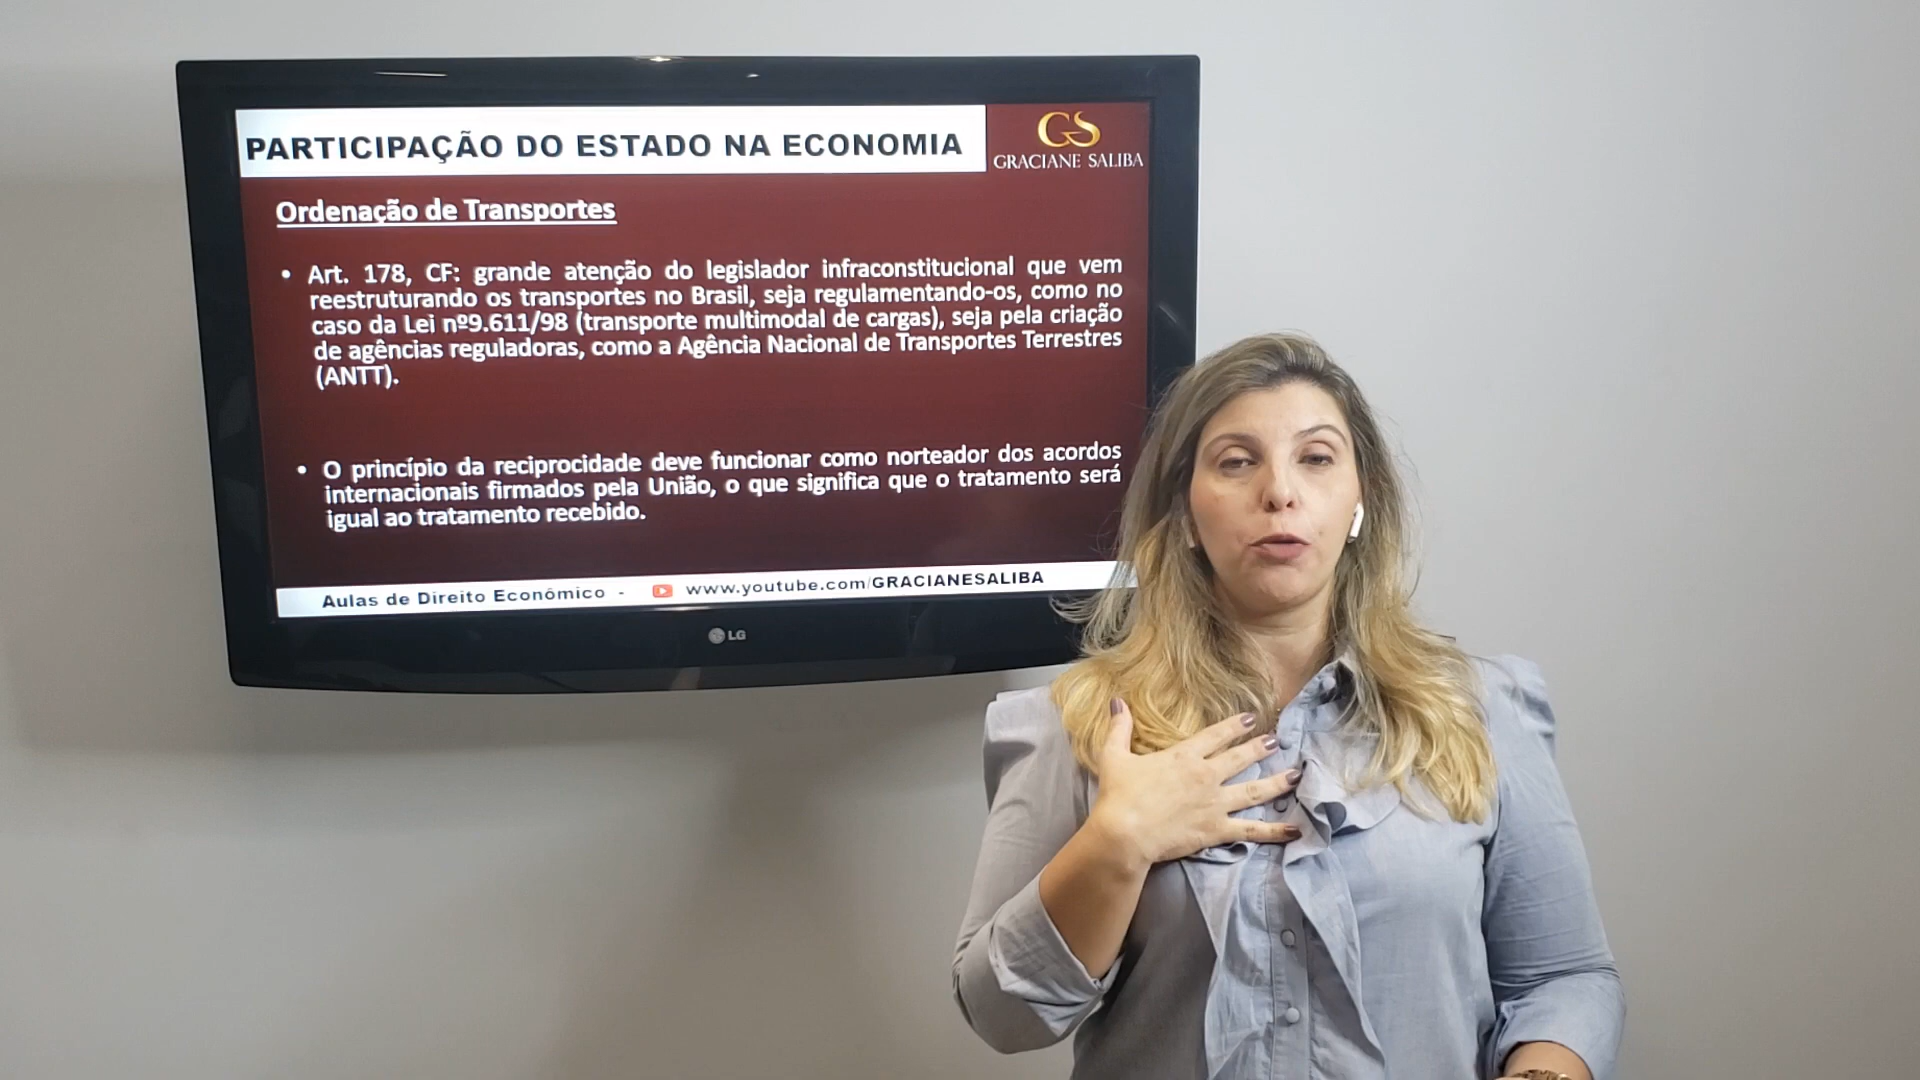 PARTICIPAÇÃO DO ESTADO NA ECONOMIA
GS
GRACIANE SALIBA
Ordenação de Transportes
• Art. 178, CF: grande atenção do legislador infraconstitucional que vem
reestruturando os transportes no Brasil, seja regulamentando-os, como no
caso da Lei nº9.611/98 (transporte multimodal de cargas), seja pela criação
de agências reguladoras, como a Agência Nacional de Transportes Terrestres
(ANTT).
• O princípio da reciprocidade deve funcionar como norteador dos acordos
internacionais firmados pela União, o que significa que o tratamento será
igual ao tratamento recebido.
Aulas de Direito Econômico - www.youtube.com/GRACIANESALIBA
LG